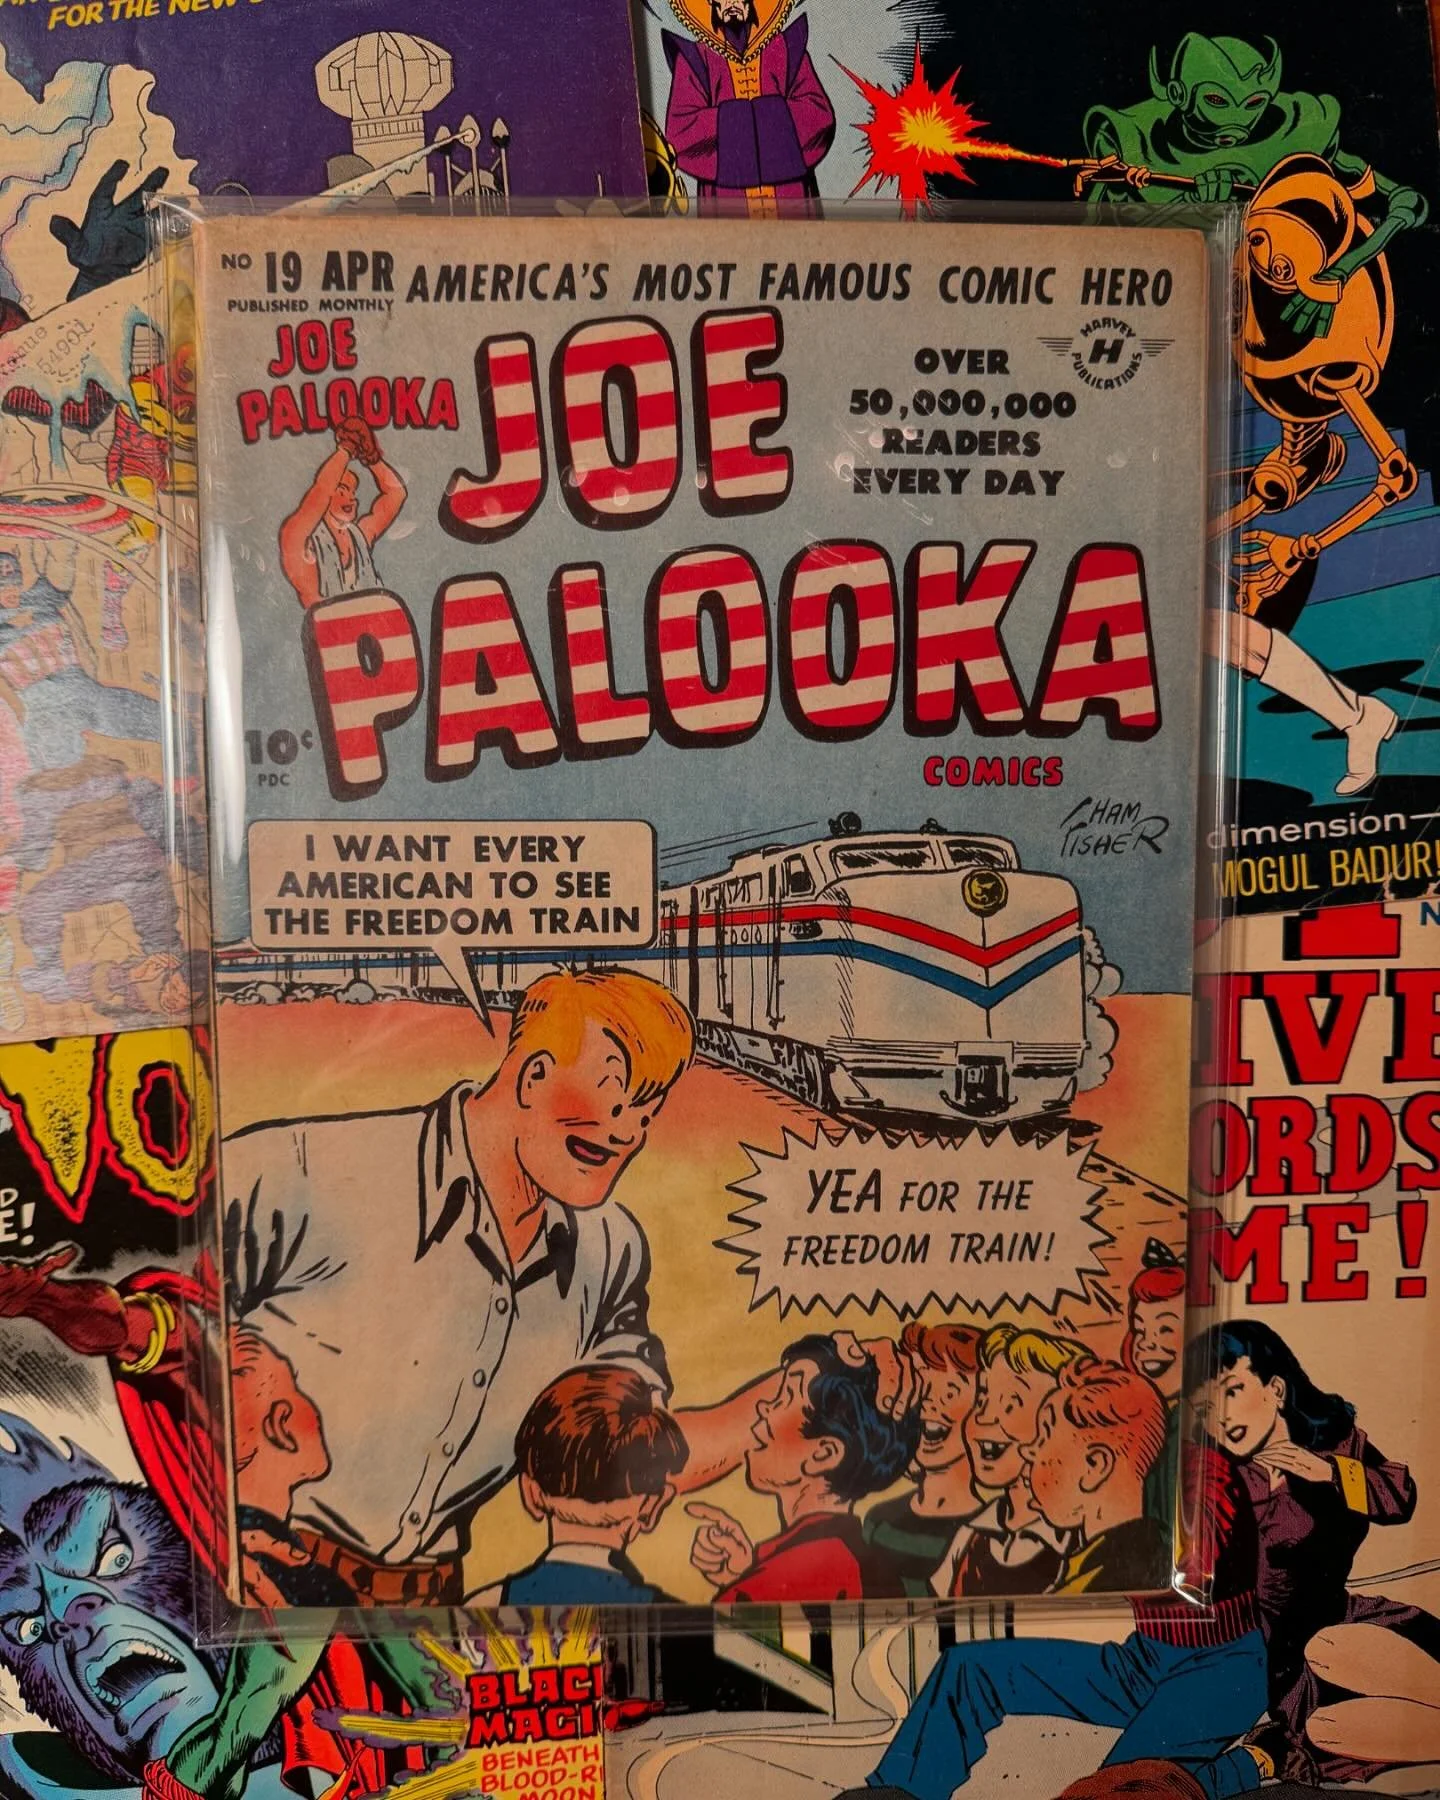 FOR THE NEW
NO 19 APR
PUBLISHED MONTHLY
AMERICA'S MOST FAMOUS COMIC HERO
JOE
PALOOKA
JOE
PALOOKA
COMICS
OVER
50,000,000
READERS
EVERY DAY
HARVEY
H
PUBLICATIONS
10¢
PDC
HAM
FISHER
I WANT EVERY
AMERICAN TO SEE
THE FREEDOM TRAIN
YEA FOR THE
FREEDOM TRAIN!
54901
dimension—
MOGUL BADUR!
ME!
BLACK
MAGI
BENEATH
BLOOD-R
MOON